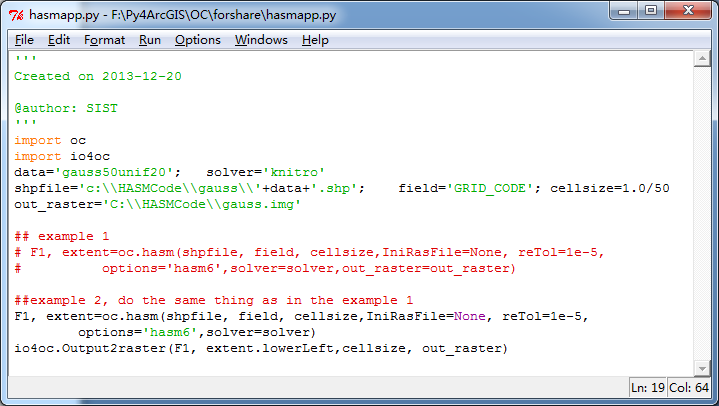 hasmapp.py - F:\Py4ArcGIS\OC\forshare\hasmapp.py
File Edit Format Run Options Windows Help
'''
Created on 2013-12-20
@author: SIST
'''
import oc
import io4oc
data='gauss50unif20';   solver='knitro'
shpfile='c:\\HASMCode\\gauss\\'+data+'.shp';    field='GRID_CODE'; cellsize=1.0/50
out_raster='C:\\HASMCode\\gauss.img'
## example 1
# F1, extent=oc.hasm(shpfile, field, cellsize,IniRasFile=None, reTol=1e-5,
#          options='hasm6',solver=solver,out_raster=out_raster)
##example 2, do the same thing as in the example 1
F1, extent=oc.hasm(shpfile, field, cellsize,IniRasFile=None, reTol=1e-5,
        options='hasm6',solver=solver)
io4oc.Output2raster(F1, extent.lowerLeft,cellsize, out_raster)
Ln: 19 Col: 64